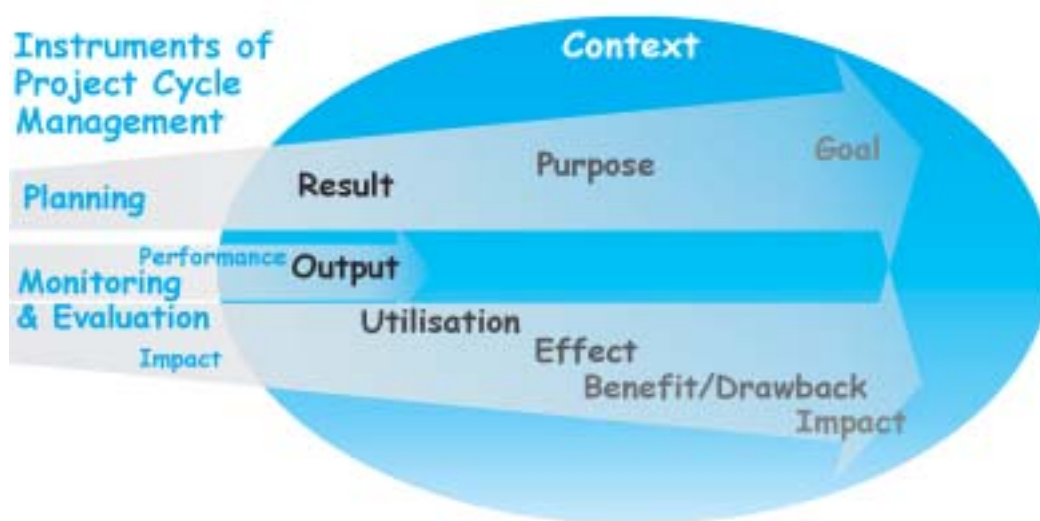 Instruments of
Project Cycle
Management
Context
Planning
Result
Purpose
Goal
Performance
Output
Monitoring
& Evaluation
Utilisation
Effect
Impact
Benefit/Drawback
Impact